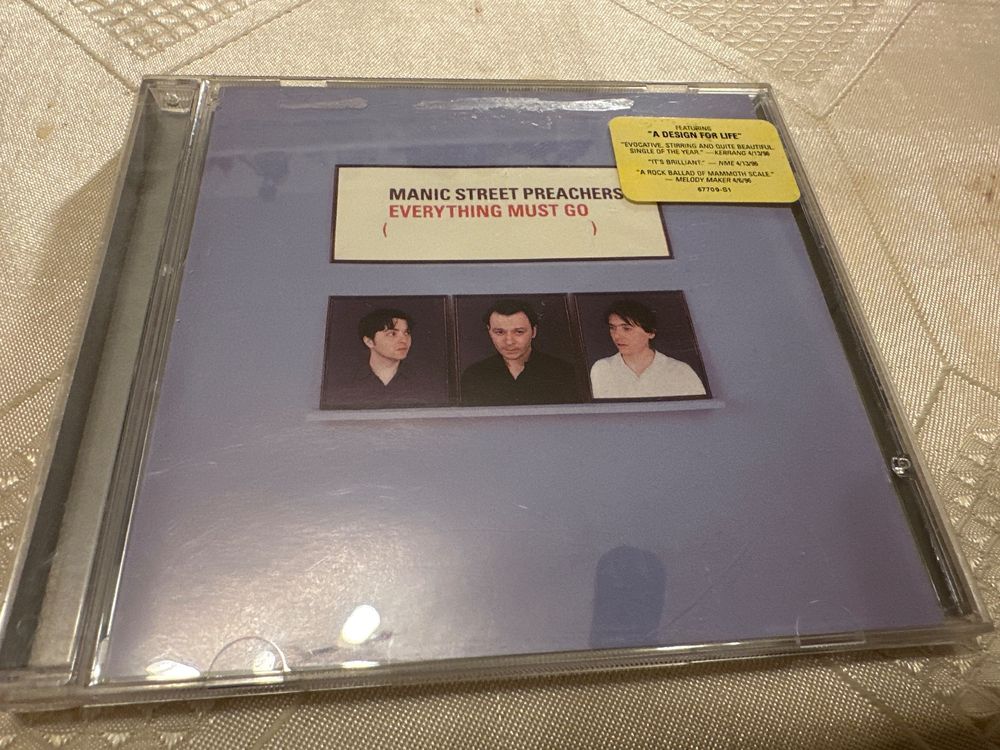 FEATURING
"A DESIGN FOR LIFE"
"EVOCATIVE, STIRRING AND QUITE BEAUTIFUL.
SINGLE OF THE YEAR." —KERRANG 4/13/96
"IT'S BRILLIANT." — NME 4/13/96
"A ROCK BALLAD OF MAMMOTH SCALE."
— MELODY MAKER 4/6/96
67709-S1
MANIC STREET PREACHERS
EVERYTHING MUST GO
( )